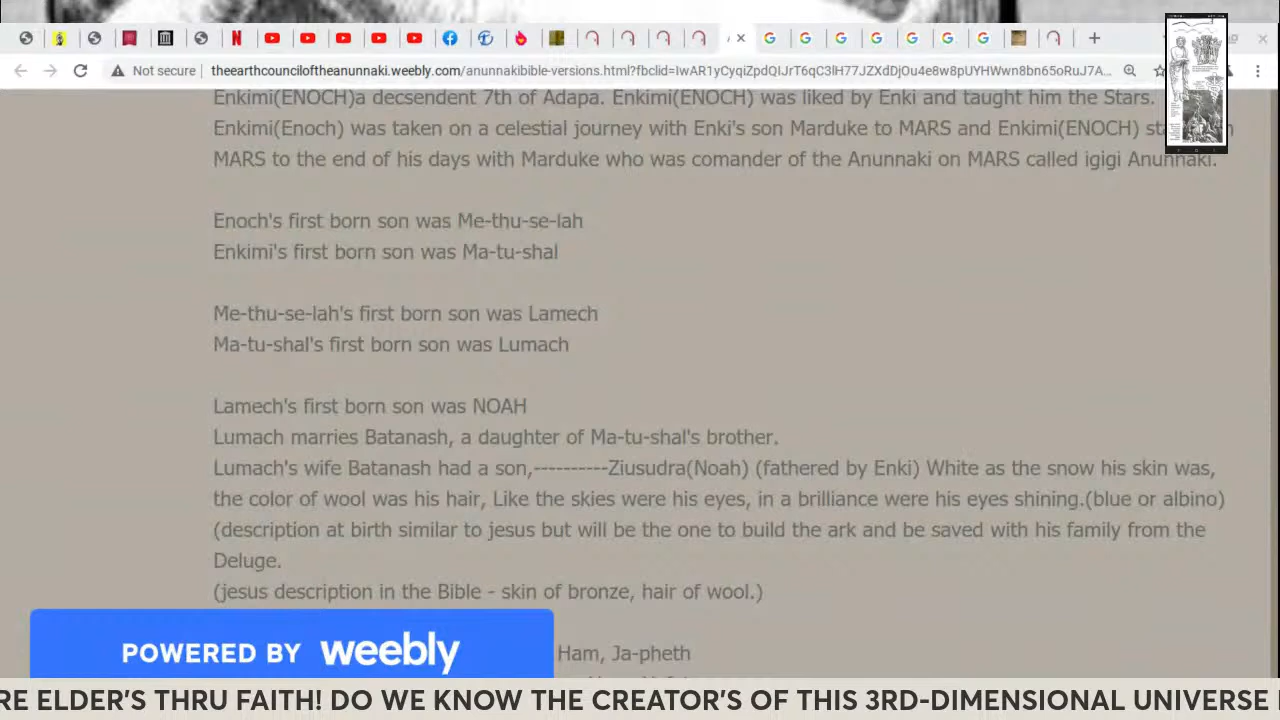 Not secure
theearthcounciloftheanunnaki.weebly.com/anunnakibible-versions.html?fbclid=
Enkimi(ENOCH)a decsendent 7th of Adapa. Enkimi(ENOCH) was liked by Enki and taught him the Stars.
Enkimi(Enoch) was taken on a celestial journey with Enki's son Marduke to MARS and Enkimi(ENOCH)
MARS to the end of his days with Marduke who was comander of the Anunnaki on MARS called igigi Anunnaki.
Enoch's first born son was Me-thu-se-lah
Enkimi's first born son was Ma-tu-shal
Me-thu-se-lah's first born son was Lamech
Ma-tu-shal's first born son was Lumach
Lamech's first born son was NOAH
Lumach marries Batanash, a daughter of Ma-tu-shal's brother.
Lumach's wife Batanash had a son,----------Ziusudra(Noah) (fathered by Enki) White as the snow his skin was,
the color of wool was his hair, Like the skies were his eyes, in a brilliance were his eyes shining.(blue or albino)
(description at birth similar to jesus but will be the one to build the ark and be saved with his family from the
Deluge.
(jesus description in the Bible - skin of bronze, hair of wool.)
Ham, Ja-pheth
POWERED BY weebly
RE ELDER'S THRU FAITH! DO WE KNOW THE CREATOR'S OF THIS 3RD-DIMENSIONAL UNIVERSE